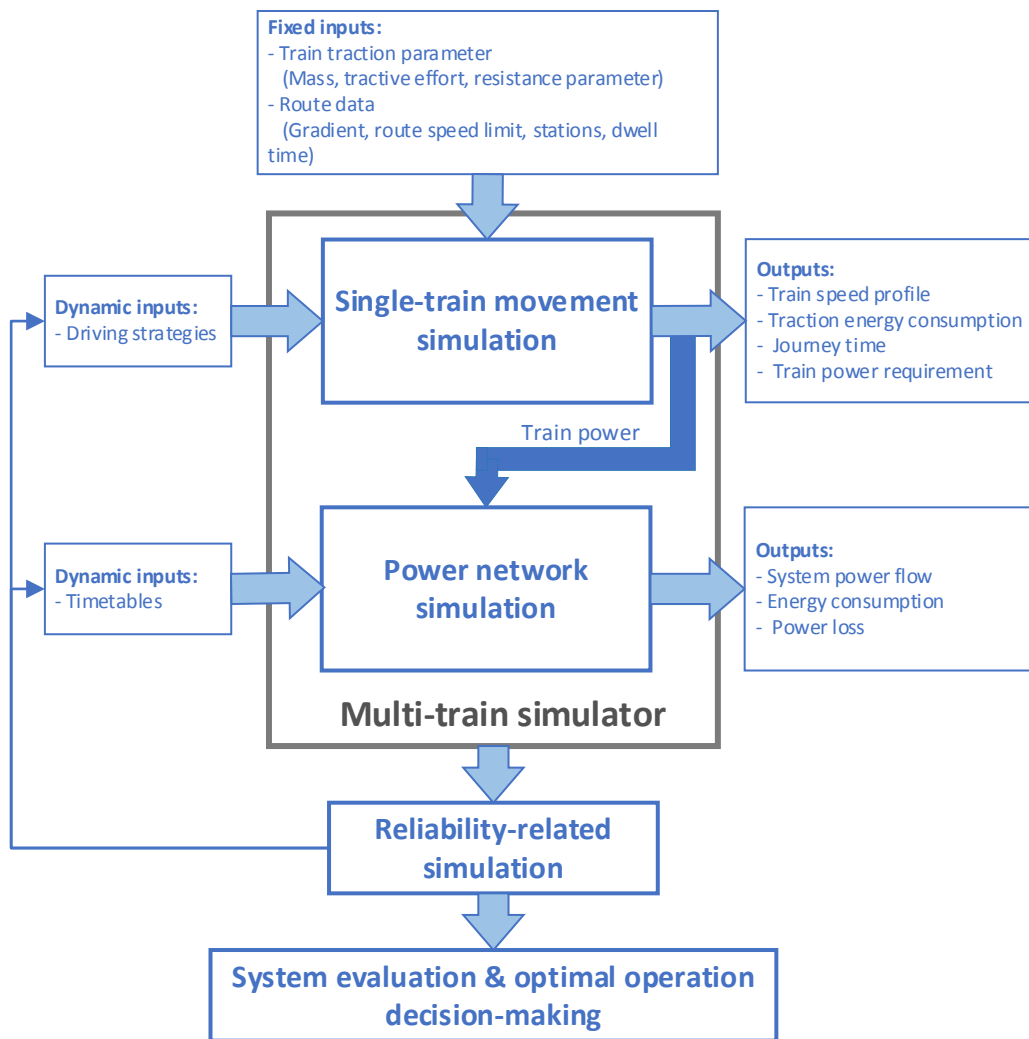 Fixed inputs:
- Train traction parameter
(Mass, tractive effort, resistance parameter)
- Route data
(Gradient, route speed limit, stations, dwell
time)
Dynamic inputs:
- Driving strategies
Single-train movement
simulation
Outputs:
- Train speed profile
- Traction energy consumption
- Journey time
- Train power requirement
Train power
Dynamic inputs:
- Timetables
Power network
simulation
Outputs:
- System power flow
- Energy consumption
- Power loss
Multi-train simulator
Reliability-related
simulation
System evaluation & optimal operation
decision-making